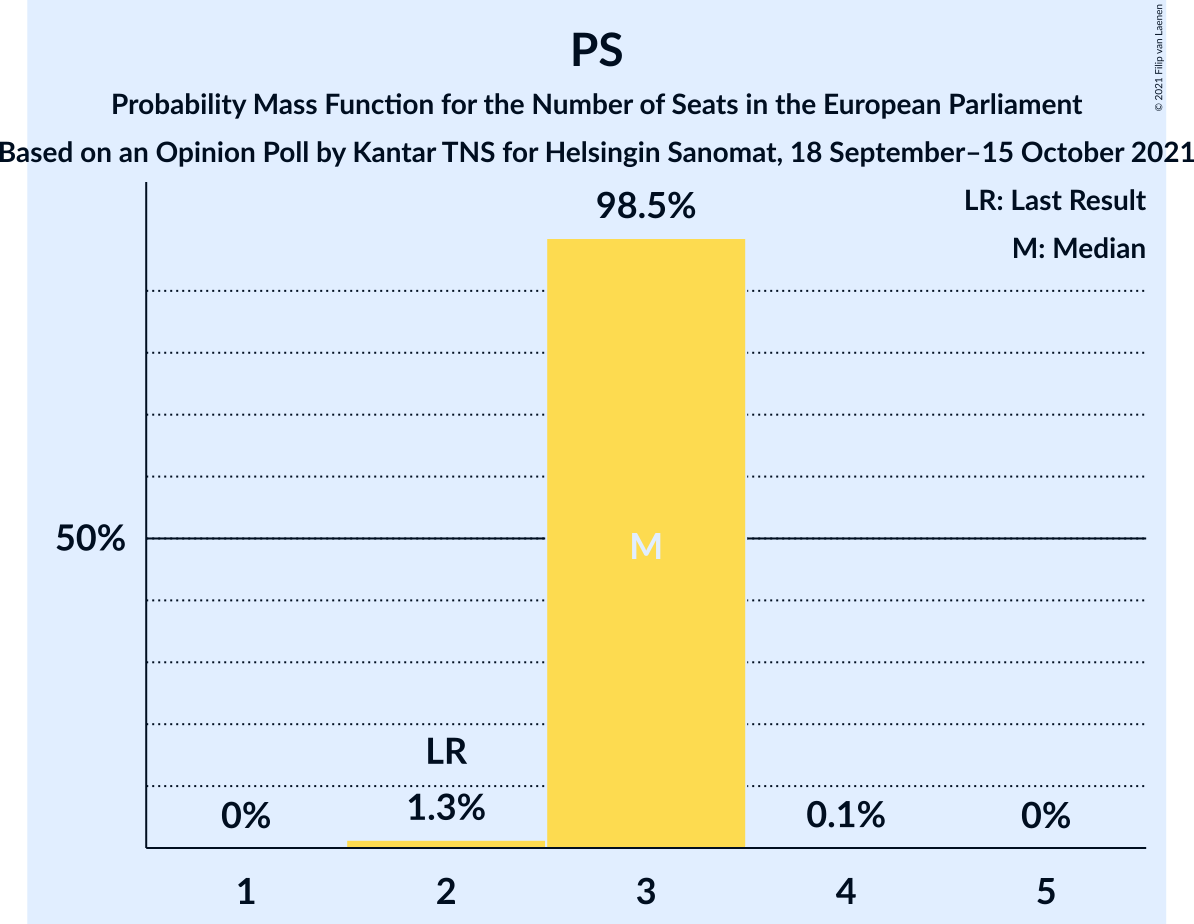 PS
Probability Mass Function for the Number of Seats in the European Parliament
Based on an Opinion Poll by Kantar TNS for Helsingin Sanomat, 18 September–15 October 2021
© 2021 Filip van Laenen
LR: Last Result
M: Median
98.5%
50%
M
LR
0%
1.3%
0.1%
0%
1 2 3 4 5